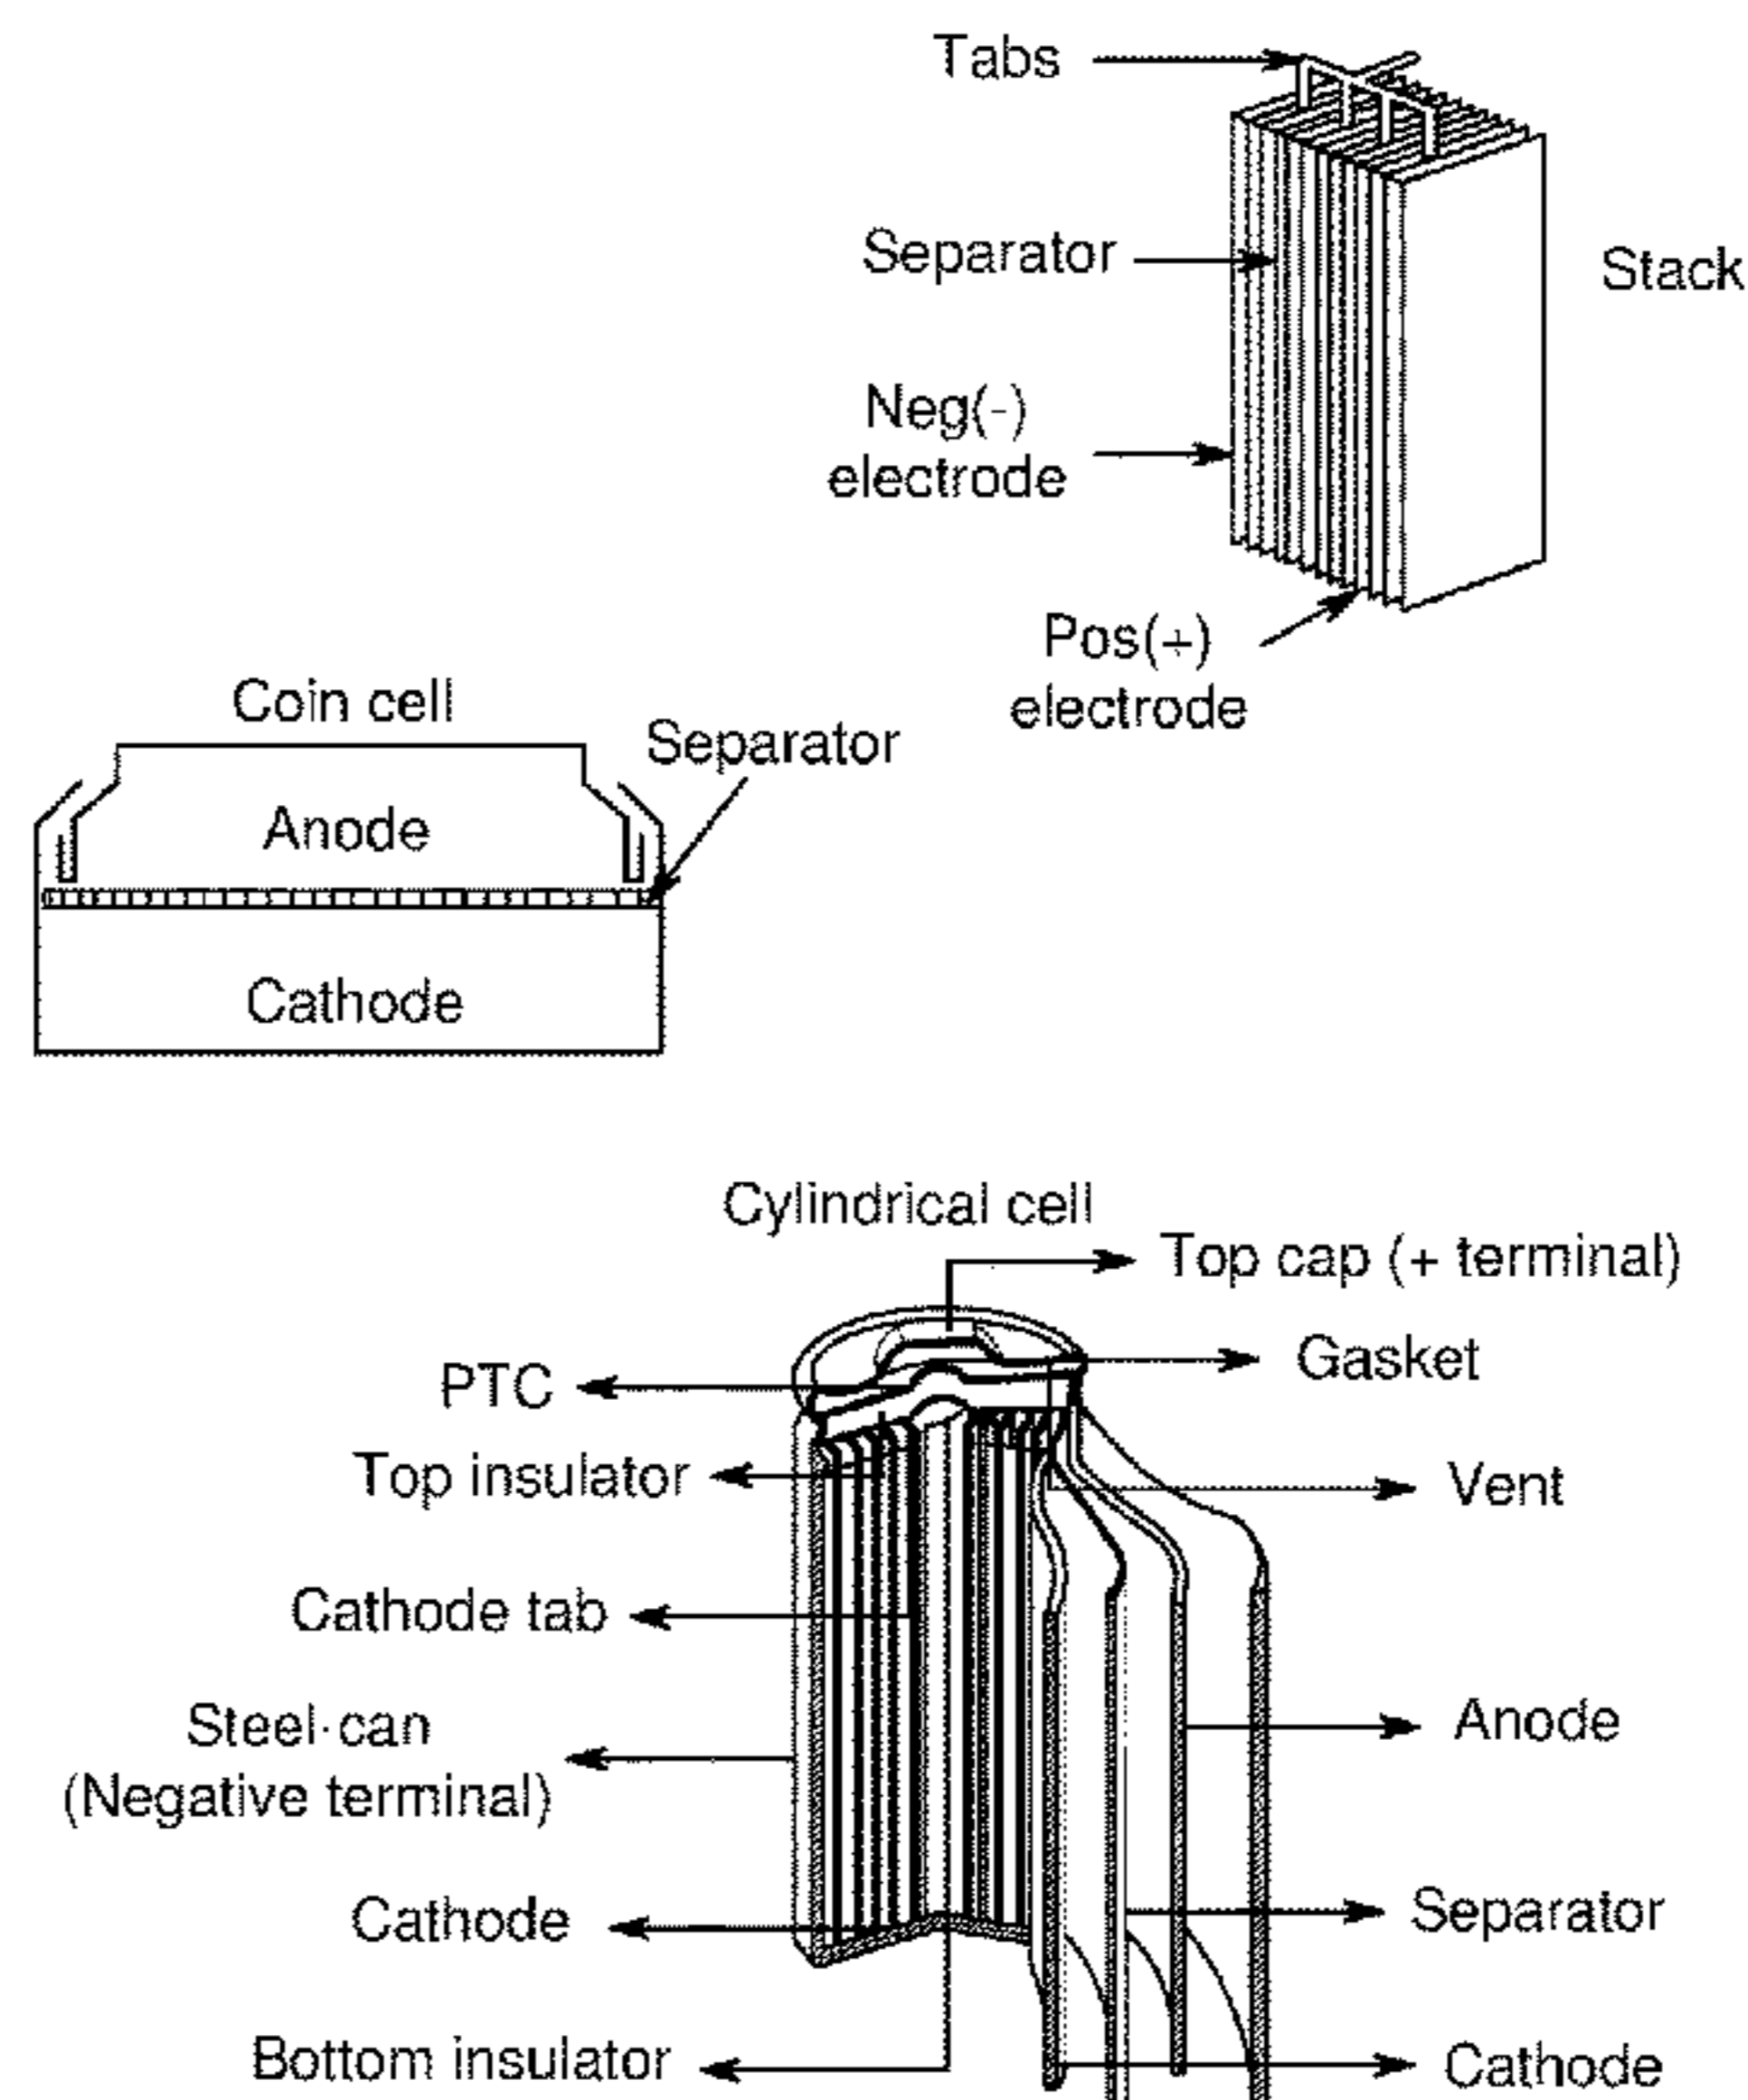 Tabs
Separator
Stack
Neg(-)
electrode
Pos(+)
electrode
Coin cell
Separator
Anode
Cathode
Cylindrical cell
Top cap (+ terminal)
PTC
Gasket
Top insulator
Vent
Cathode tab
Steel·can
(Negative terminal)
Anode
Cathode
Separator
Bottom insulator
Cathode